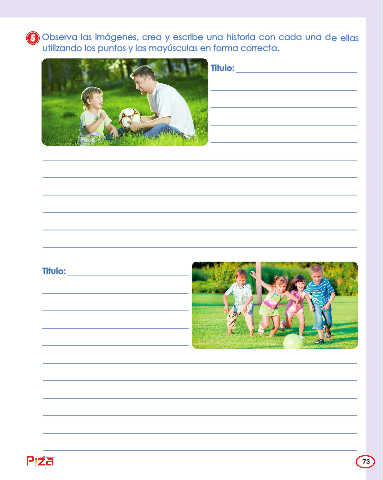 5 Observa las imágenes, crea y escribe una historia con cada una de ellas
utilizando los puntos y las mayúsculas en forma correcta.
Título:
Título:
Piza
73